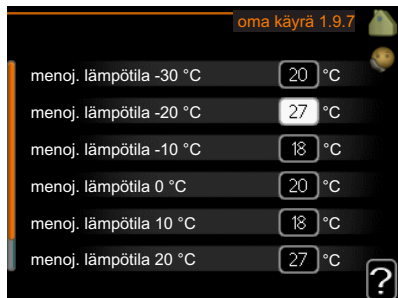 oma käyrä 1.9.7
menoj. lämpötila -30 °C 20 °C
menoj. lämpötila -20 °C 27 °C
menoj. lämpötila -10 °C 18 °C
menoj. lämpötila 0 °C 20 °C
menoj. lämpötila 10 °C 18 °C
menoj. lämpötila 20 °C 27 °C
?